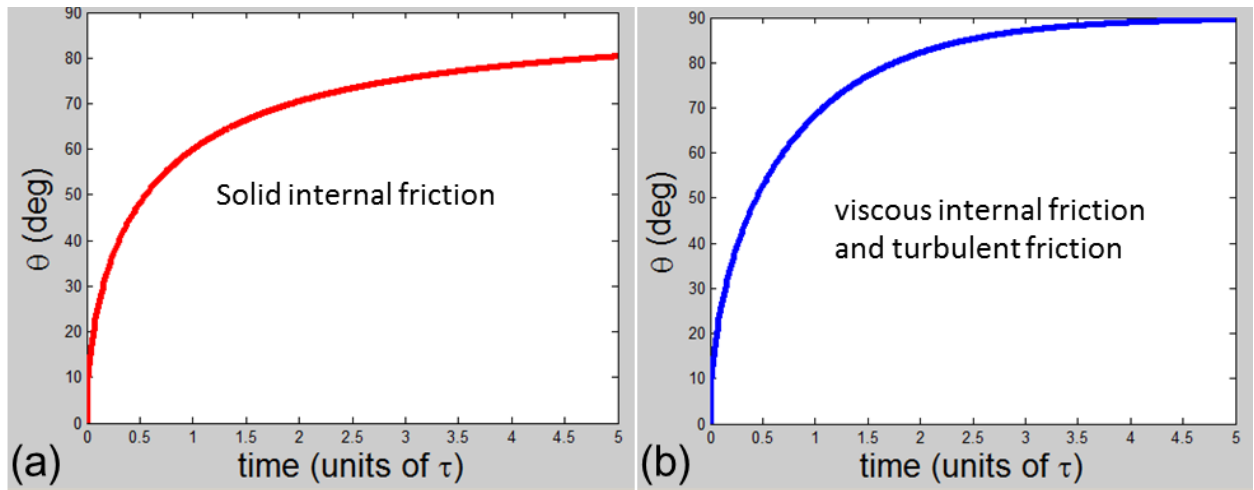 90
80
70
60
50
40
30
20
10
0
θ (deg)
Solid internal friction
0 0.5 1 1.5 2 2.5 3 3.5 4 4.5 5
time (units of τ)
(a)
90
80
70
60
50
40
30
20
10
0
θ (deg)
viscous internal friction
and turbulent friction
0 0.5 1 1.5 2 2.5 3 3.5 4 4.5 5
time (units of τ)
(b)